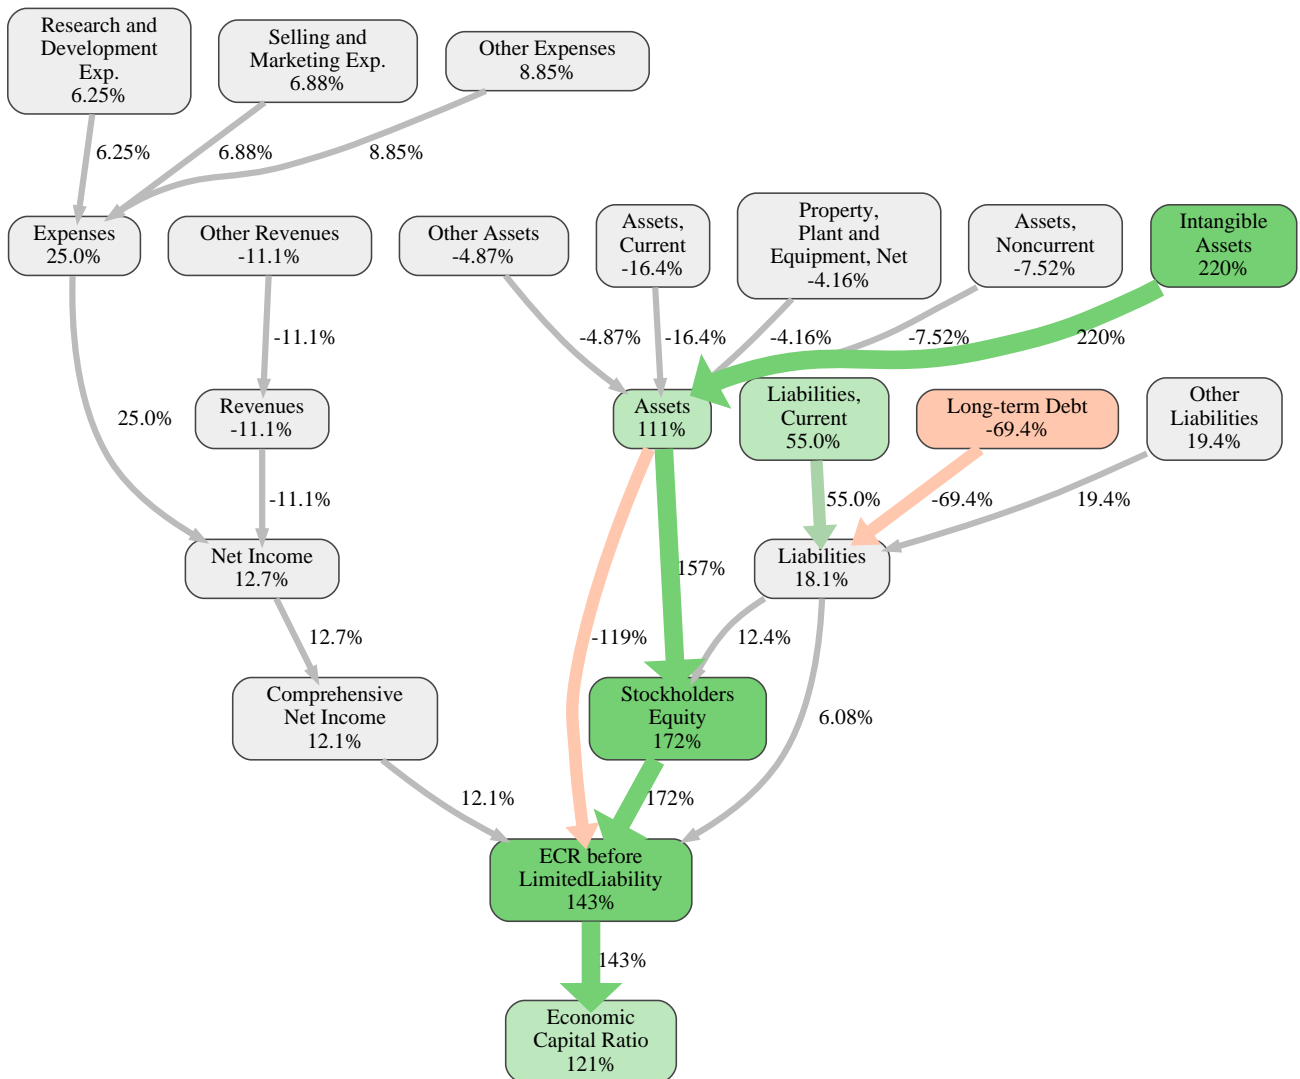 Research and
Development
Exp.
6.25%
Selling and
Marketing Exp.
6.88%
Other Expenses
8.85%
6.25%
6.88%
8.85%
Expenses
25.0%
Other Revenues
-11.1%
Other Assets
-4.87%
Assets,
Current
-16.4%
Property,
Plant and
Equipment, Net
-4.16%
Assets,
Noncurrent
-7.52%
Intangible
Assets
220%
-11.1%
-4.87%
-16.4%
-4.16%
-7.52%
220%
25.0%
Revenues
-11.1%
Assets
111%
Liabilities,
Current
55.0%
Long-term Debt
-69.4%
Other
Liabilities
19.4%
-11.1%
55.0%
-69.4%
19.4%
Net Income
12.7%
157%
Liabilities
18.1%
12.7%
-119%
12.4%
Comprehensive
Net Income
12.1%
Stockholders
Equity
172%
6.08%
12.1%
172%
ECR before
LimitedLiability
143%
143%
Economic
Capital Ratio
121%